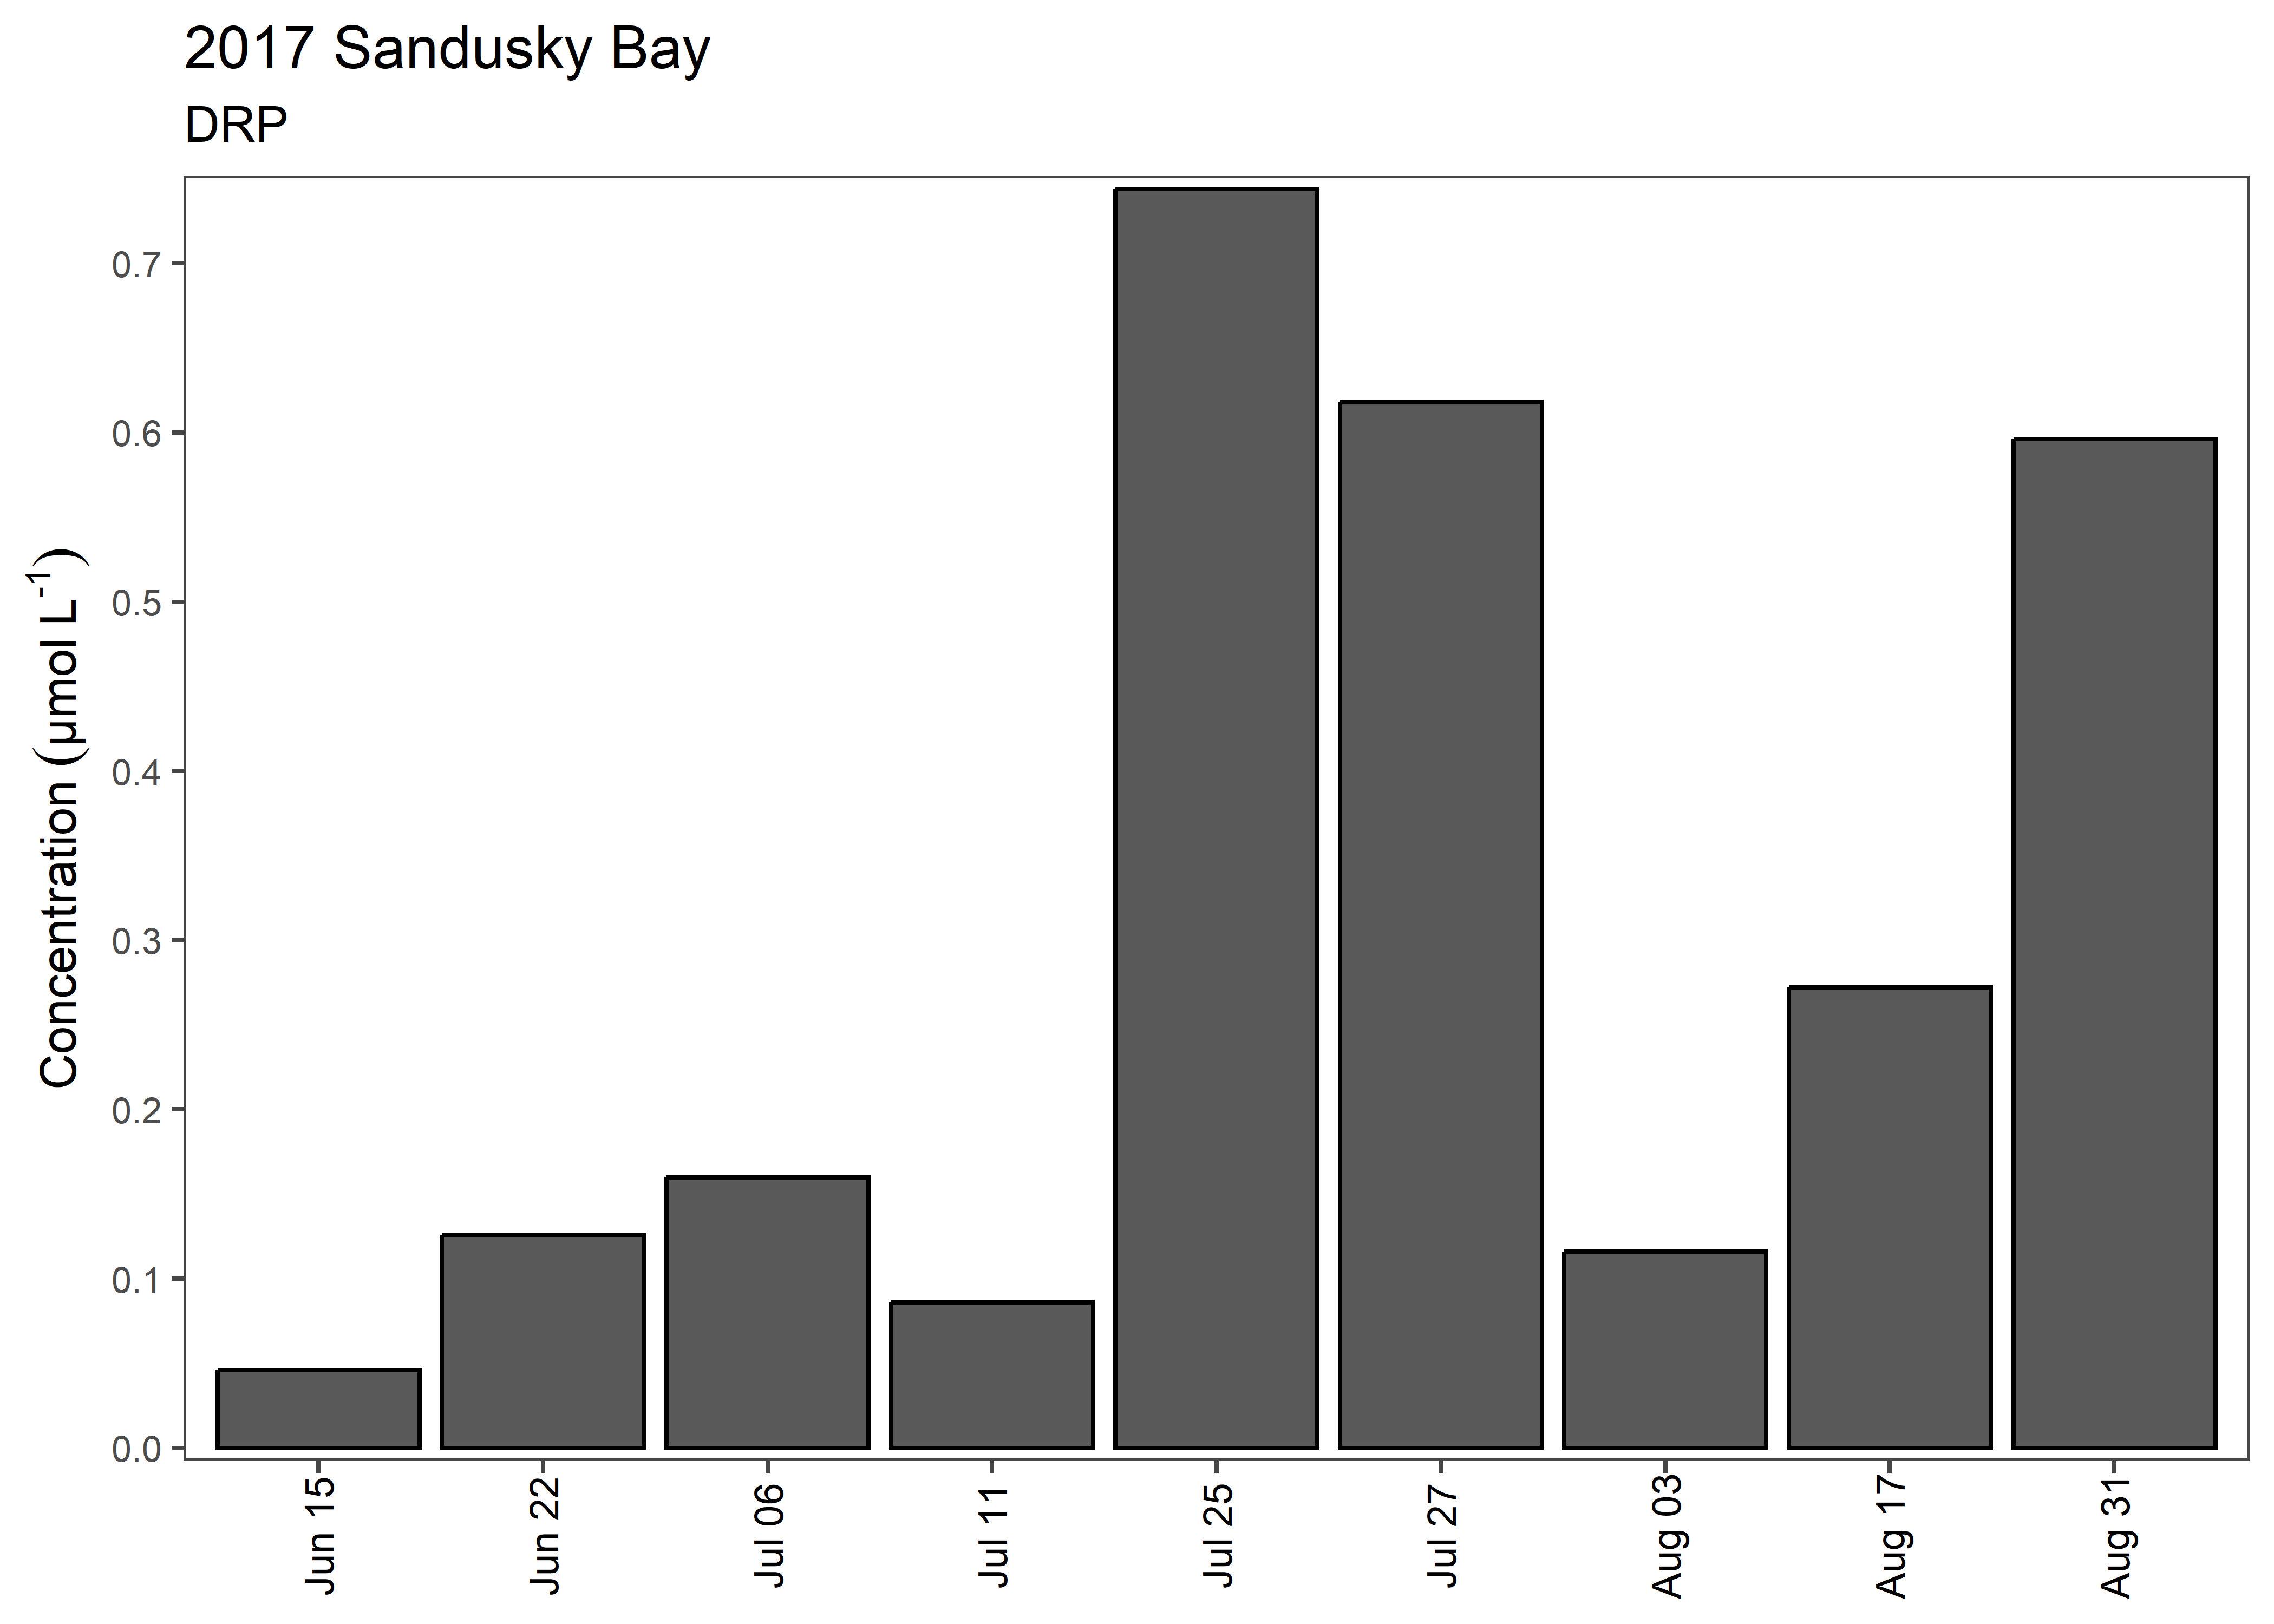 2017 Sandusky Bay
DRP
Concentration (µmol L⁻¹)
0.7
0.6
0.5
0.4
0.3
0.2
0.1
0.0
Jun 15
Jun 22
Jul 06
Jul 11
Jul 25
Jul 27
Aug 03
Aug 17
Aug 31